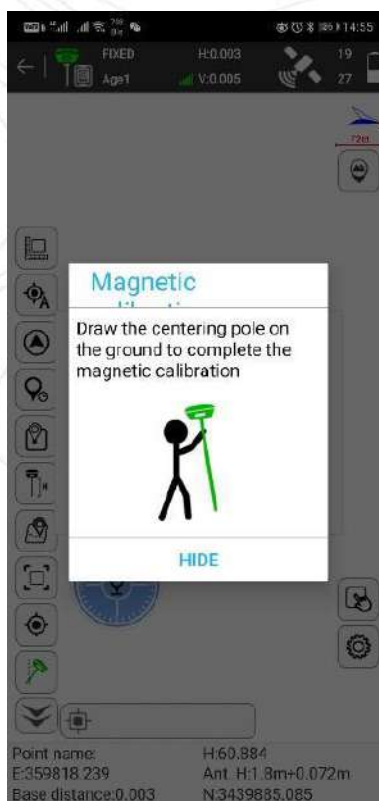 14:55
FIXED H:0.003 19
Age1 V:0.005 27
72m
Magnetic
Draw the centering pole on
the ground to complete the
magnetic calibration
HIDE
Point name: H:60.884
E:359818.239 Ant. H:1.8m+0.072m
Base distance:0.003 N:3439885.085